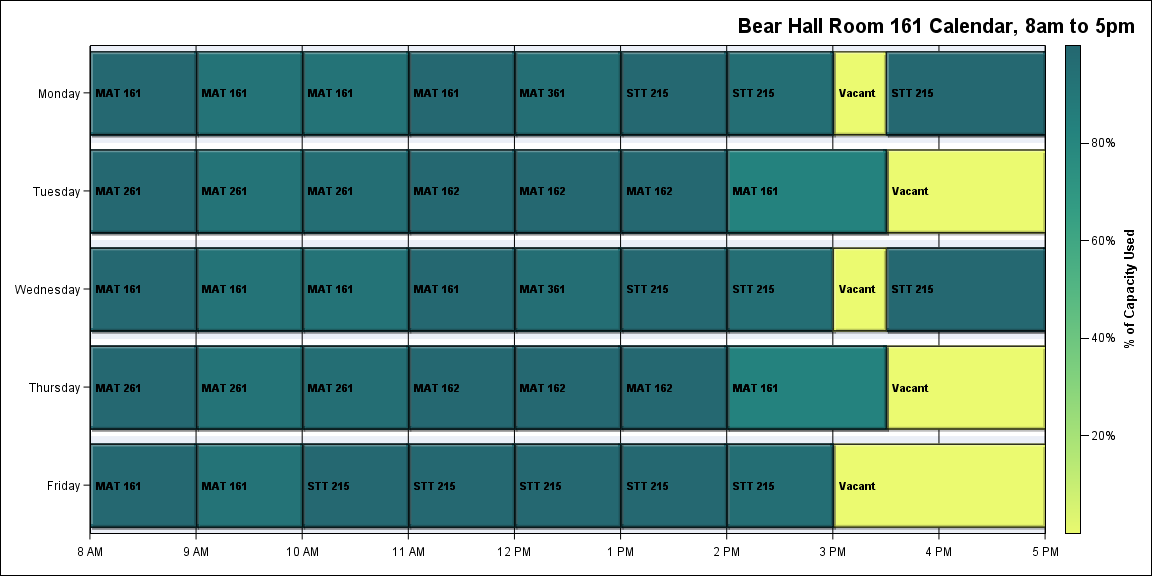 Bear Hall Room 161 Calendar, 8am to 5pm
Monday MAT 161 MAT 161 MAT 161 MAT 161 MAT 361 STT 215 STT 215 Vacant STT 215
80%
Tuesday MAT 261 MAT 261 MAT 261 MAT 162 MAT 162 MAT 162 MAT 161 Vacant
60%
% of Capacity Used
Wednesday MAT 161 MAT 161 MAT 161 MAT 161 MAT 361 STT 215 STT 215 Vacant STT 215
40%
Thursday MAT 261 MAT 261 MAT 261 MAT 162 MAT 162 MAT 162 MAT 161 Vacant
20%
Friday MAT 161 MAT 161 STT 215 STT 215 STT 215 STT 215 STT 215 Vacant
8 AM 9 AM 10 AM 11 AM 12 PM 1 PM 2 PM 3 PM 4 PM 5 PM